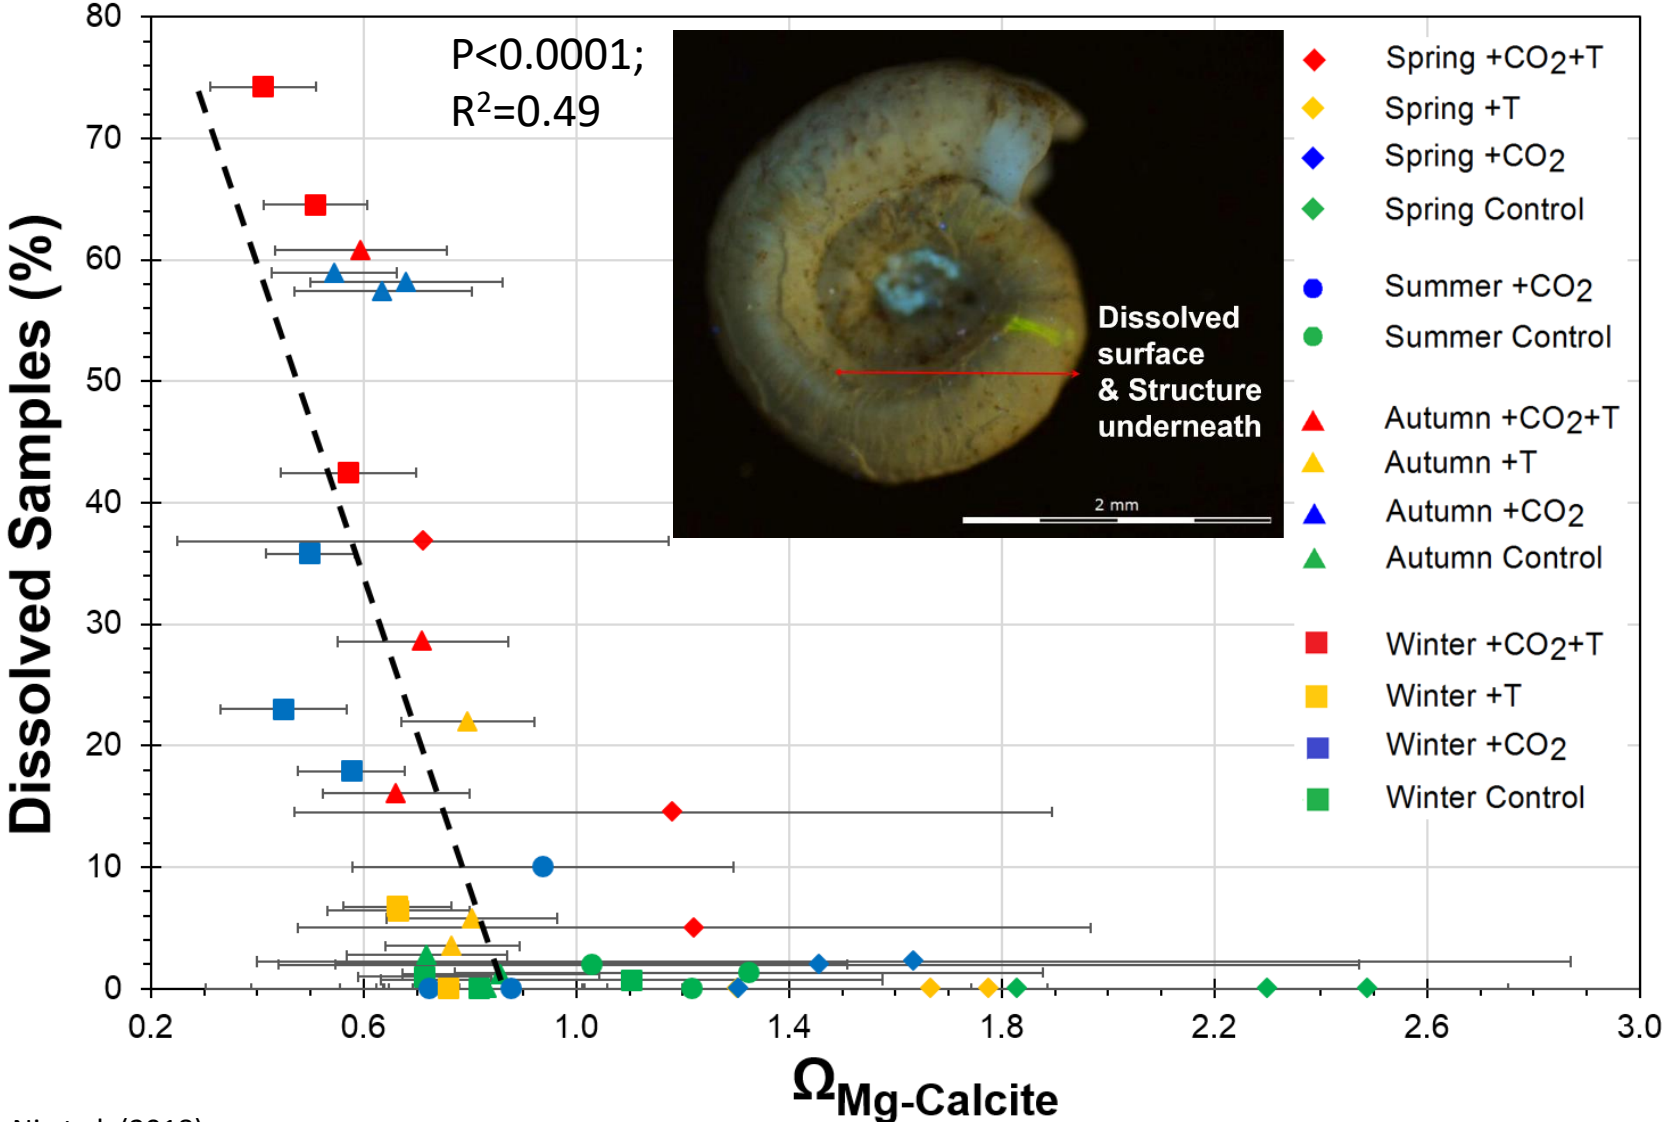 P<0.0001;
R²=0.49
Dissolved Samples (%)
80
70
60
50
40
30
20
10
0
0.2 0.6 1.0 1.4 1.8 2.2 2.6 3.0
Ω Mg-Calcite
Dissolved
surface
& Structure
underneath
2 mm
Spring +CO2+T
Spring +T
Spring +CO2
Spring Control
Summer +CO2
Summer Control
Autumn +CO2+T
Autumn +T
Autumn +CO2
Autumn Control
Winter +CO2+T
Winter +T
Winter +CO2
Winter Control